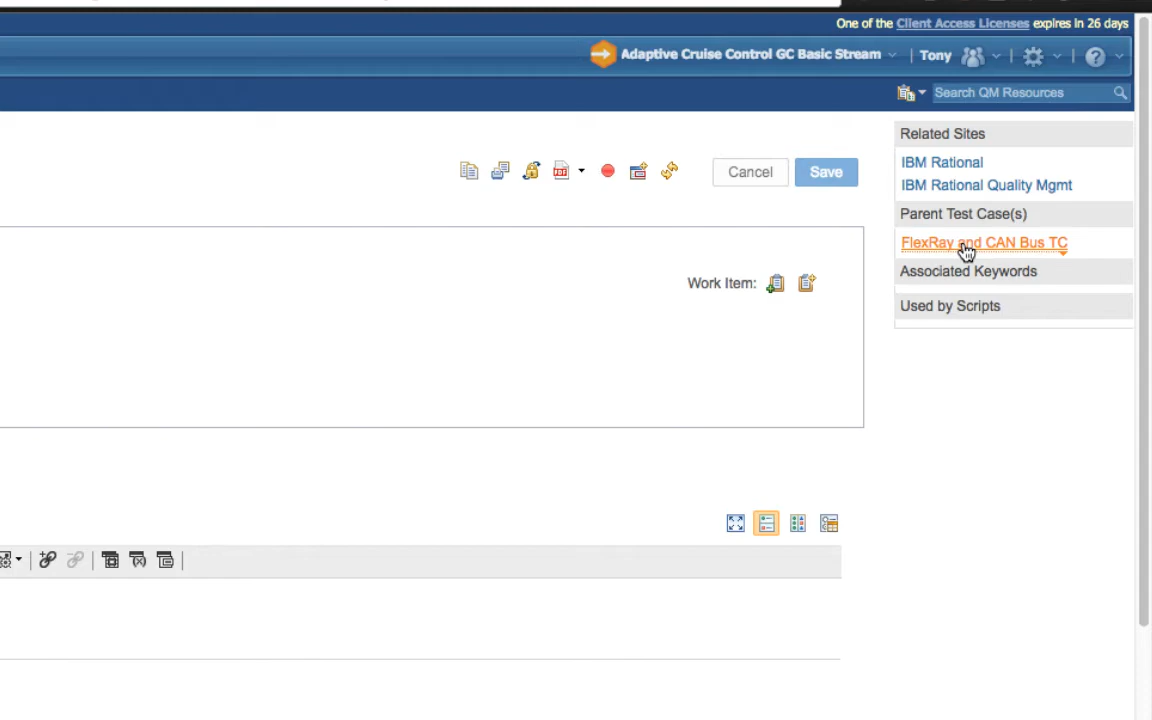 One of the Client Access Licenses expires in 26 days
Adaptive Cruise Control GC Basic Stream | Tony | |
Search QM Resources
Related Sites
IBM Rational
IBM Rational Quality Mgmt
Parent Test Case(s)
FlexRay and CAN Bus TC
Associated Keywords
Used by Scripts
PDF
Cancel
Save
Work Item: